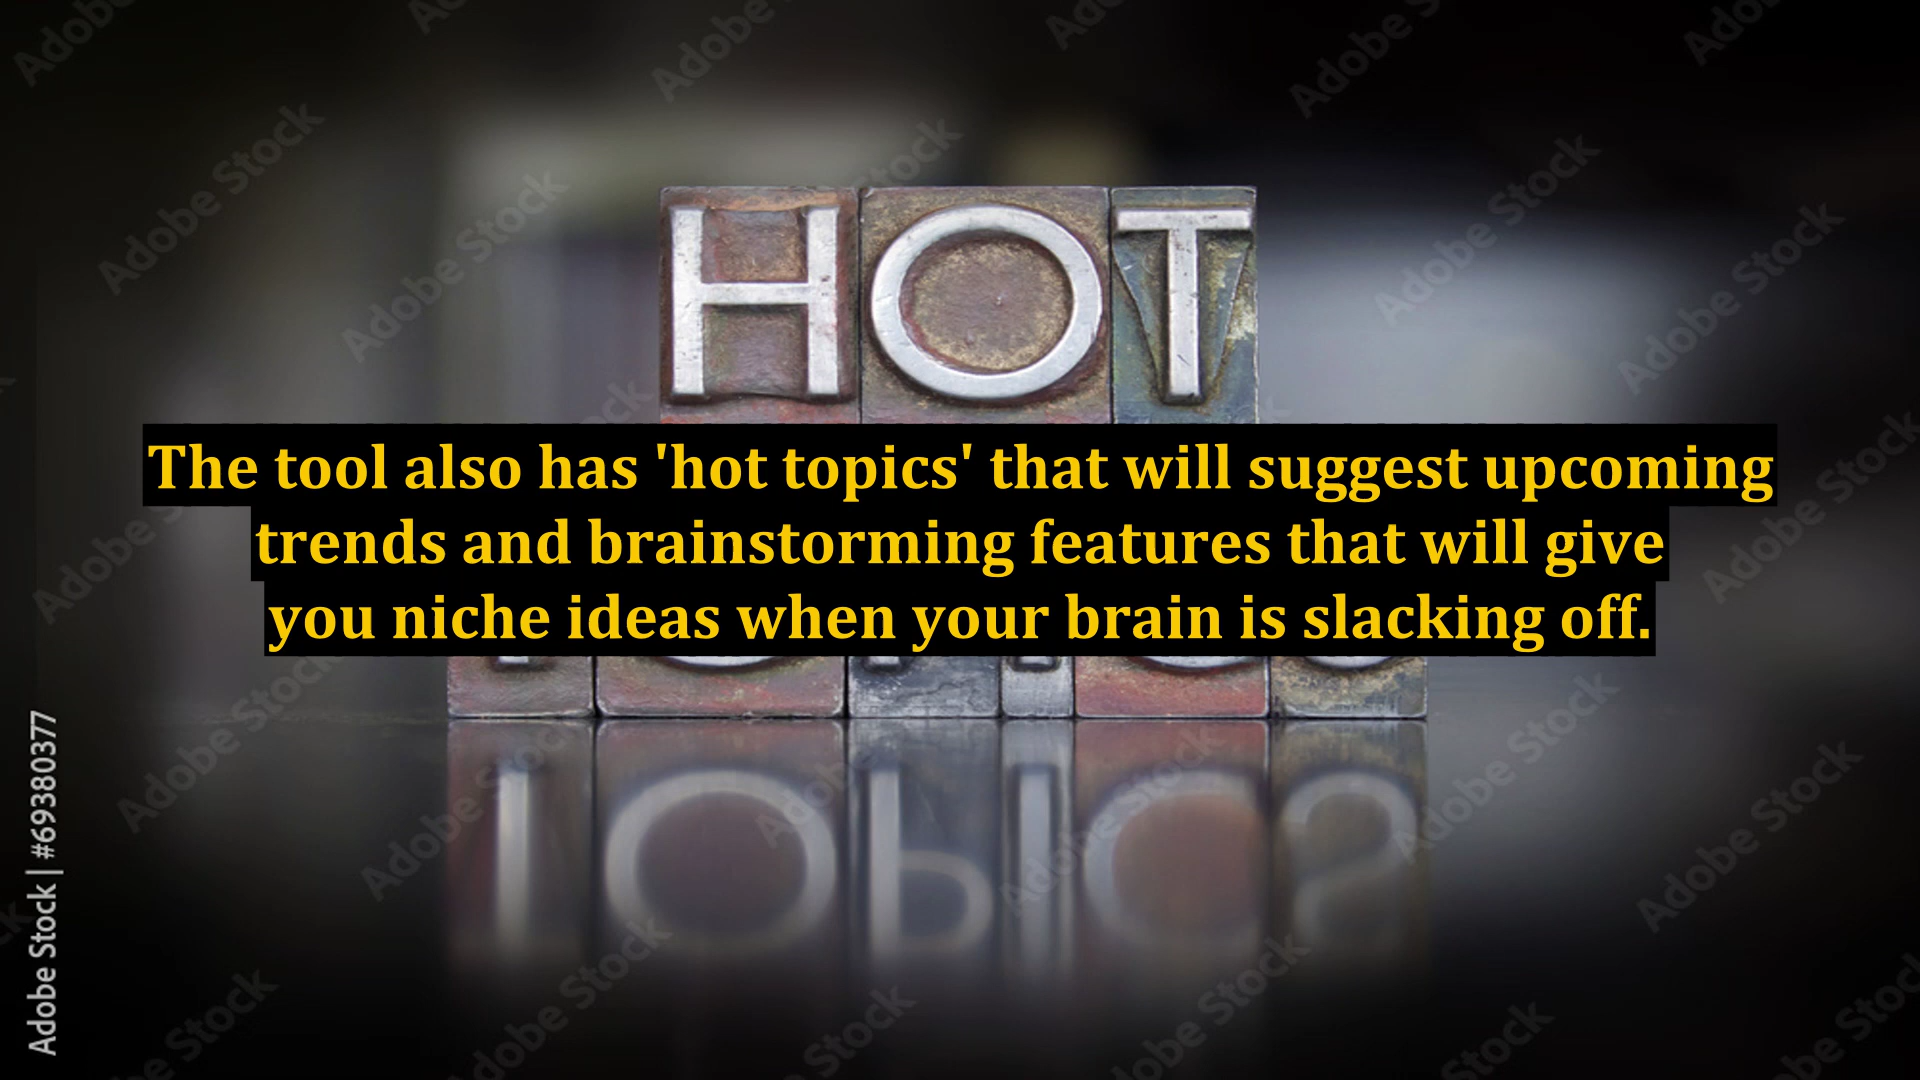 HOT
The tool also has 'hot topics' that will suggest upcoming
trends and brainstorming features that will give
you niche ideas when your brain is slacking off.
Adobe Stock | #69380377